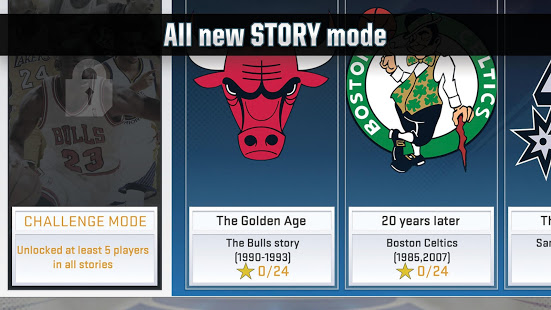 All new STORY mode
24
BULLS
23
BOSTON
CELTICS
CHALLENGE MODE
Unlocked at least 5 players
in all stories
The Golden Age
The Bulls story
(1990-1993)
0/24
20 years later
Boston Celtics
(1985,2007)
0/24